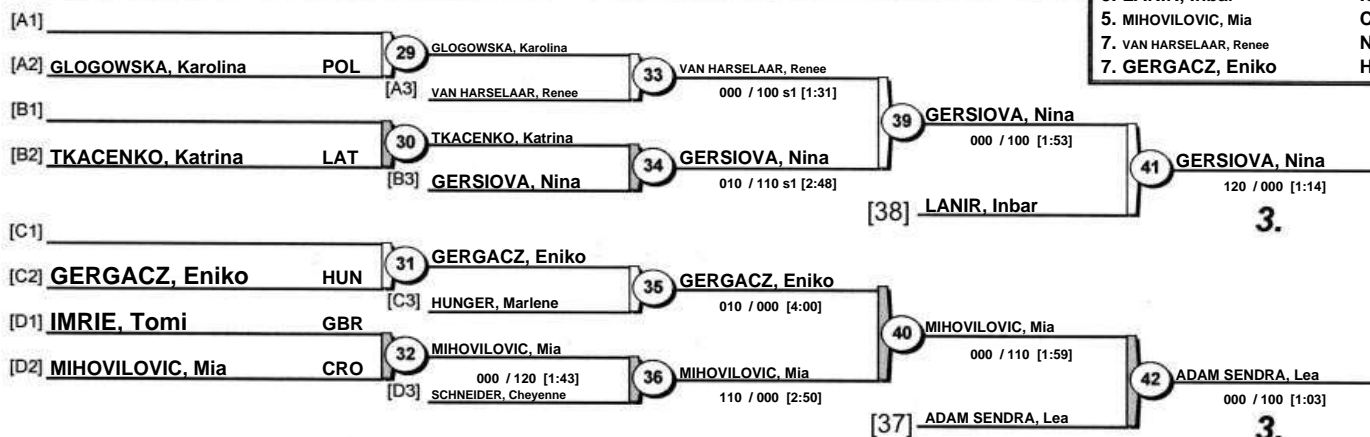 5. MIHOVILOVIC, Mia C
7. VAN HARSELAAR, Renee N
7. GERGACZ, Eniko H
[A1]
[A2] GLOGOWSKA, Karolina POL
29
GLOGOWSKA, Karolina
[A3] VAN HARSELAAR, Renee
33
VAN HARSELAAR, Renee
000 / 100 s1 [1:31]
[B1]
[B2] TKACENKO, Katrina LAT
30
TKACENKO, Katrina
[B3] GERSIOVA, Nina
34
GERSIOVA, Nina
010 / 110 s1 [2:48]
39
GERSIOVA, Nina
000 / 100 [1:53]
[38] LANIR, Inbar
41
GERSIOVA, Nina
120 / 000 [1:14]
3.
[C1]
[C2] GERGACZ, Eniko HUN
31
GERGACZ, Eniko
[C3] HUNGER, Marlene
35
GERGACZ, Eniko
010 / 000 [4:00]
[D1] IMRIE, Tomi GBR
[D2] MIHOVILOVIC, Mia CRO
32
MIHOVILOVIC, Mia
000 / 120 [1:43]
[D3] SCHNEIDER, Cheyenne
36
MIHOVILOVIC, Mia
110 / 000 [2:50]
40
MIHOVILOVIC, Mia
000 / 110 [1:59]
[37] ADAM SENDRA, Lea
42
ADAM SENDRA, Lea
000 / 100 [1:03]
3.